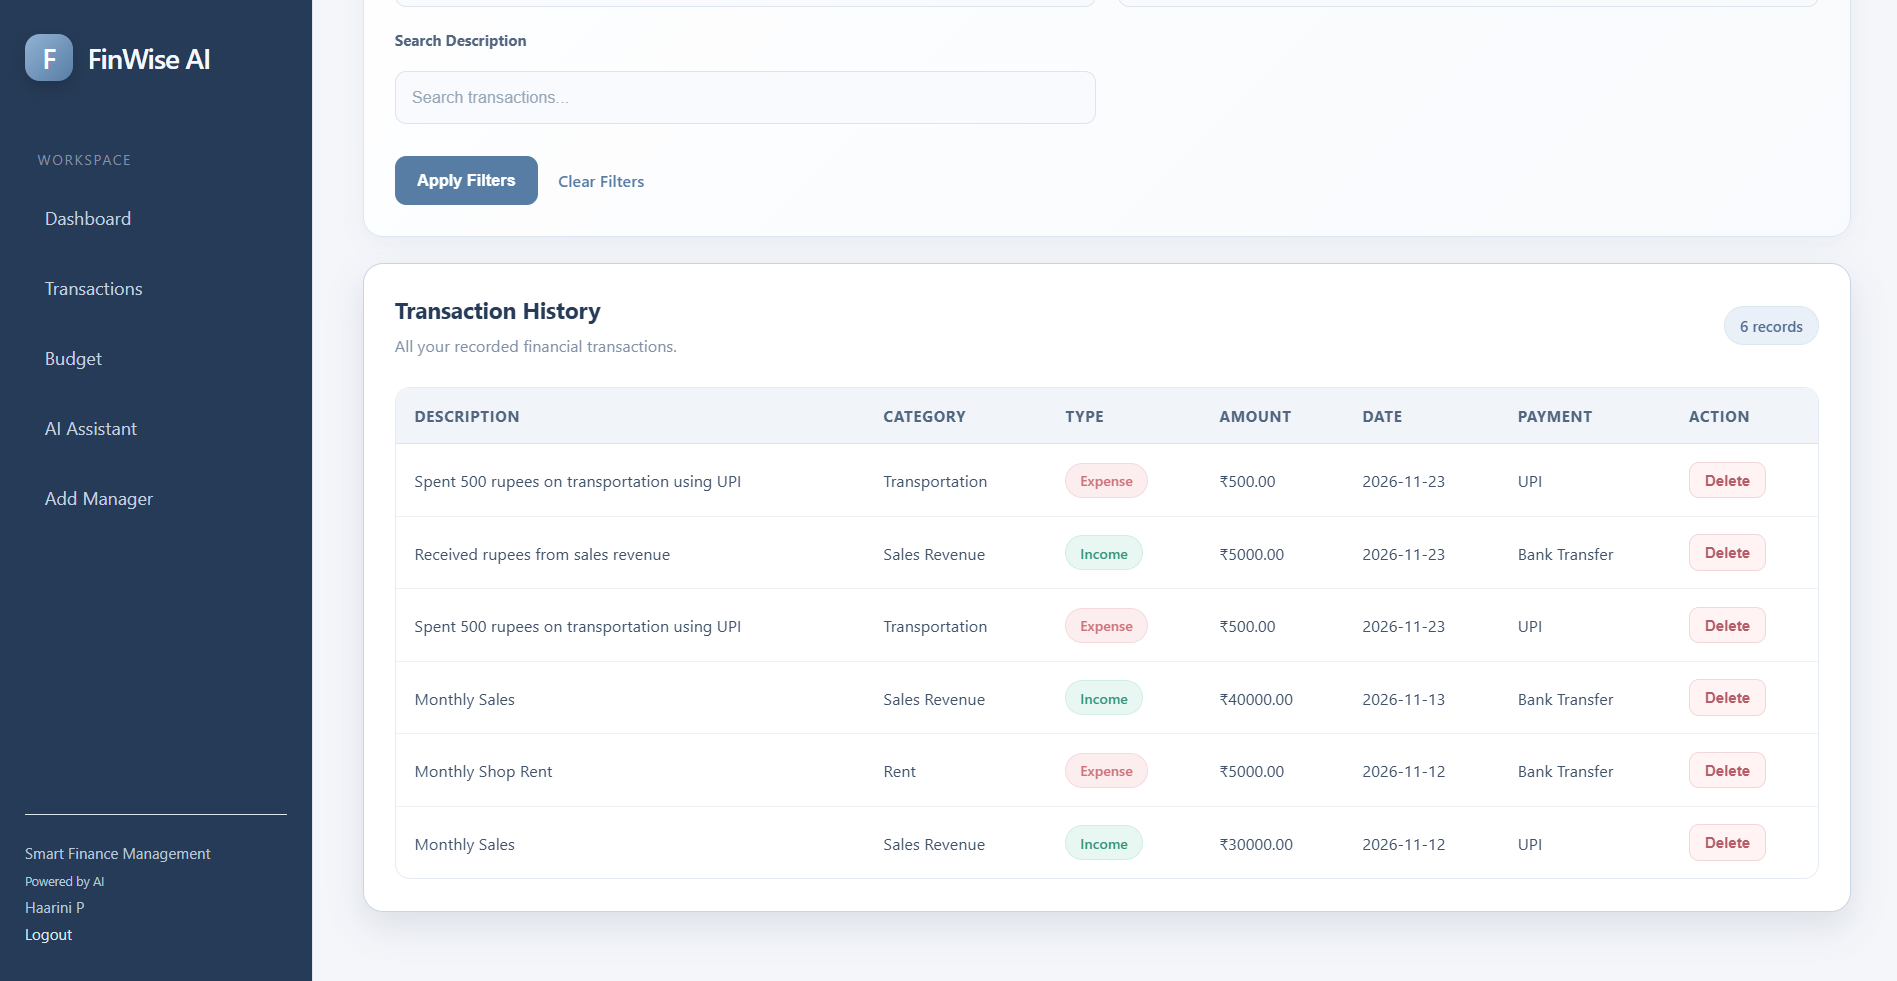 F FinWise AI
WORKSPACE
Dashboard
Transactions
Budget
AI Assistant
Add Manager
Smart Finance Management
Powered by AI
Haarini P
Logout
Search Description
Search transactions...
Apply Filters Clear Filters
Transaction History
All your recorded financial transactions.
6 records
DESCRIPTION CATEGORY TYPE AMOUNT DATE PAYMENT ACTION
Spent 500 rupees on transportation using UPI Transportation Expense ₹500.00 2026-11-23 UPI Delete
Received rupees from sales revenue Sales Revenue Income ₹5000.00 2026-11-23 Bank Transfer Delete
Spent 500 rupees on transportation using UPI Transportation Expense ₹500.00 2026-11-23 UPI Delete
Monthly Sales Sales Revenue Income ₹40000.00 2026-11-13 Bank Transfer Delete
Monthly Shop Rent Rent Expense ₹5000.00 2026-11-12 Bank Transfer Delete
Monthly Sales Sales Revenue Income ₹30000.00 2026-11-12 UPI Delete